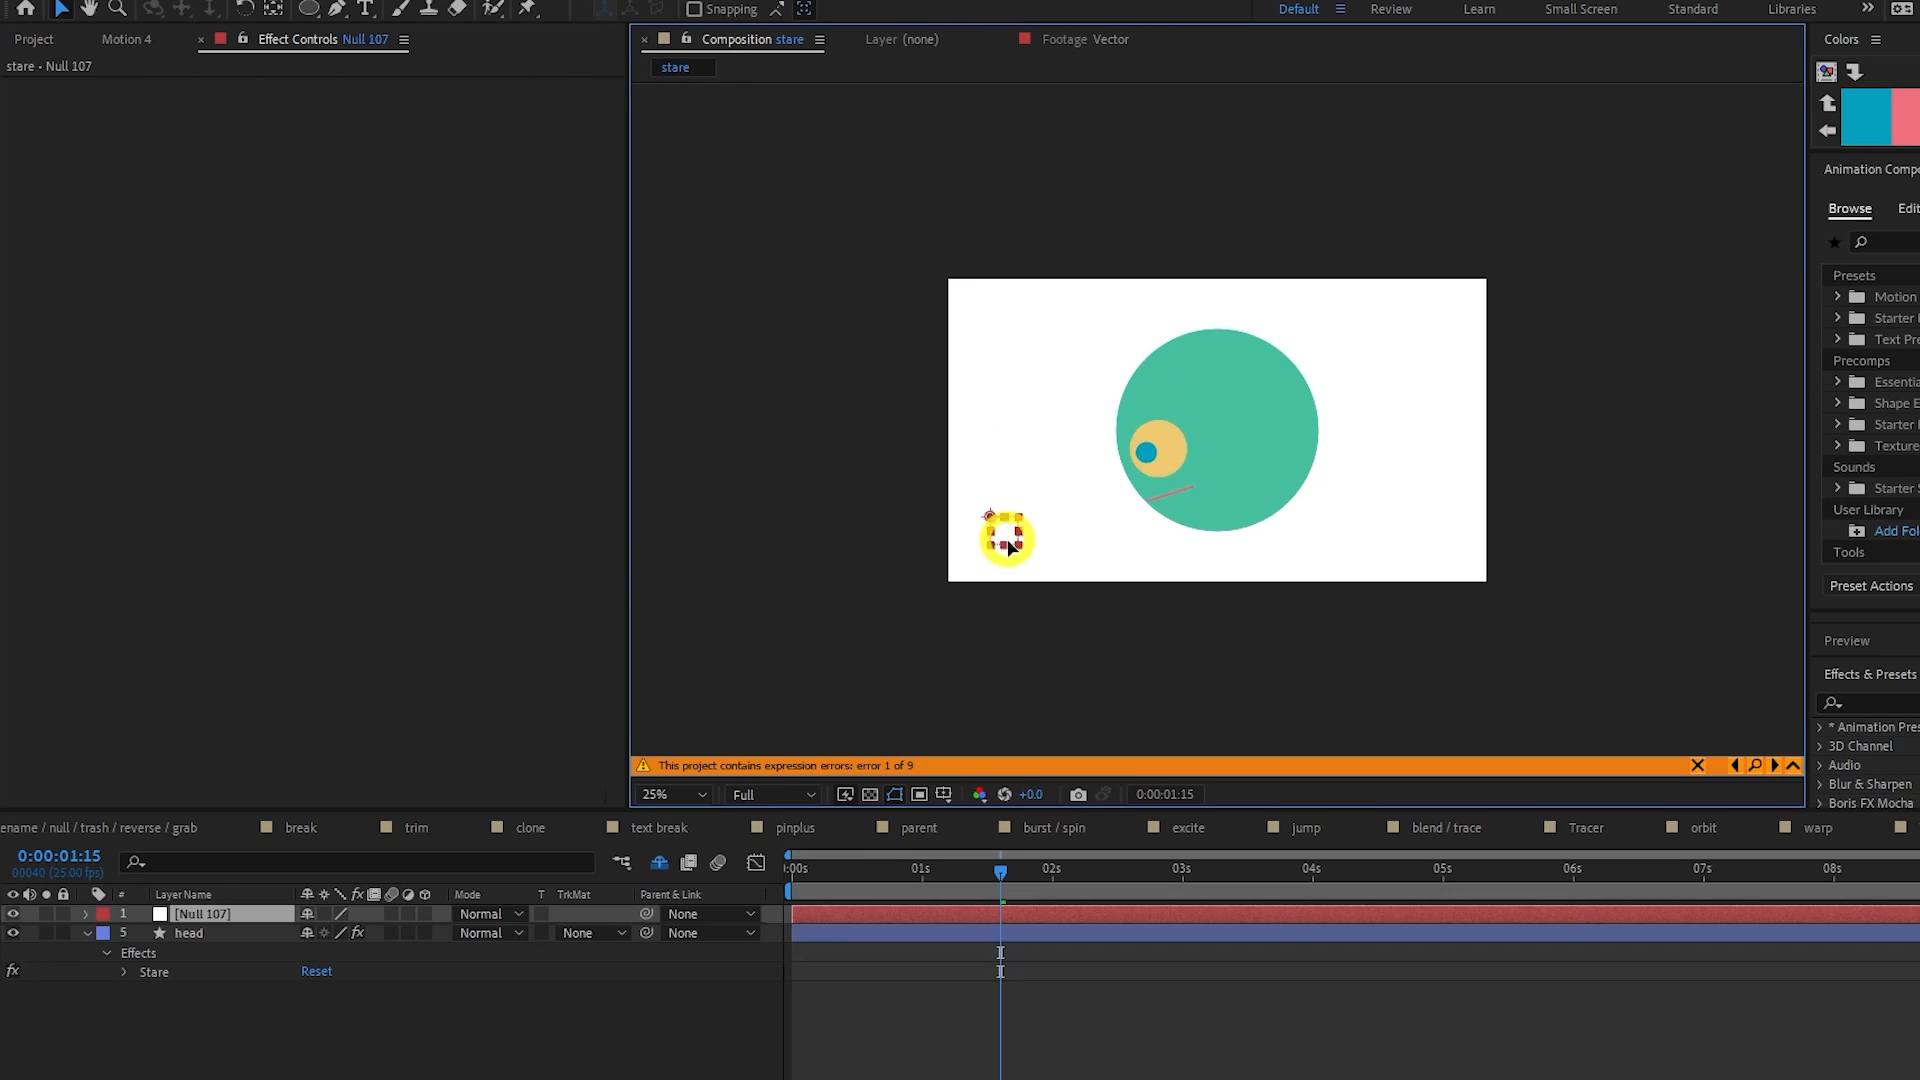 Snapping
Default
Review
Learn
Small Screen
Standard
Libraries
Project
Motion 4
Effect Controls Null 107
Composition stare
Layer (none)
Footage Vector
Colors
stare • Null 107
stare
Animation Compo
Browse
Edit
Presets
Motion
Starter
Text Pre
Precomps
Essentia
Shape E
Starter
Texture
Sounds
Starter S
User Library
Add Fol
Tools
Preset Actions
Preview
Effects & Presets
* Animation Pres
3D Channel
Audio
Blur & Sharpen
Boris FX Mocha
This project contains expression errors: error 1 of 9
25%
Full
+0.0
0:00:01:15
ename / null / trash / reverse / grab
break
trim
clone
text break
pinplus
parent
burst / spin
excite
jump
blend / trace
Tracer
orbit
warp
0:00:01:15
00040 (25.00 fps)
:00s
01s
02s
03s
04s
05s
06s
07s
08s
#
Layer Name
Mode
T
TrkMat
Parent & Link
1
[Null 107]
Normal
None
5
head
fx
Normal
None
None
Effects
fx
Stare
Reset